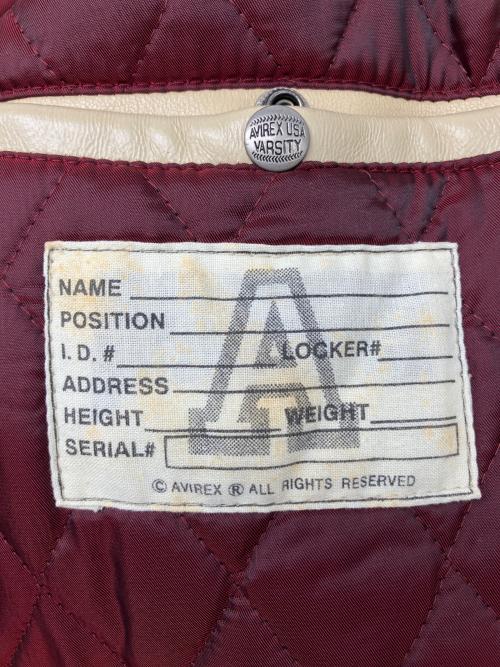 AVIREX USA
VARSITY
A
NAME
POSITION
I.D.# LOCKER#
ADDRESS
HEIGHT WEIGHT
SERIAL#
© AVIREX ® ALL RIGHTS RESERVED